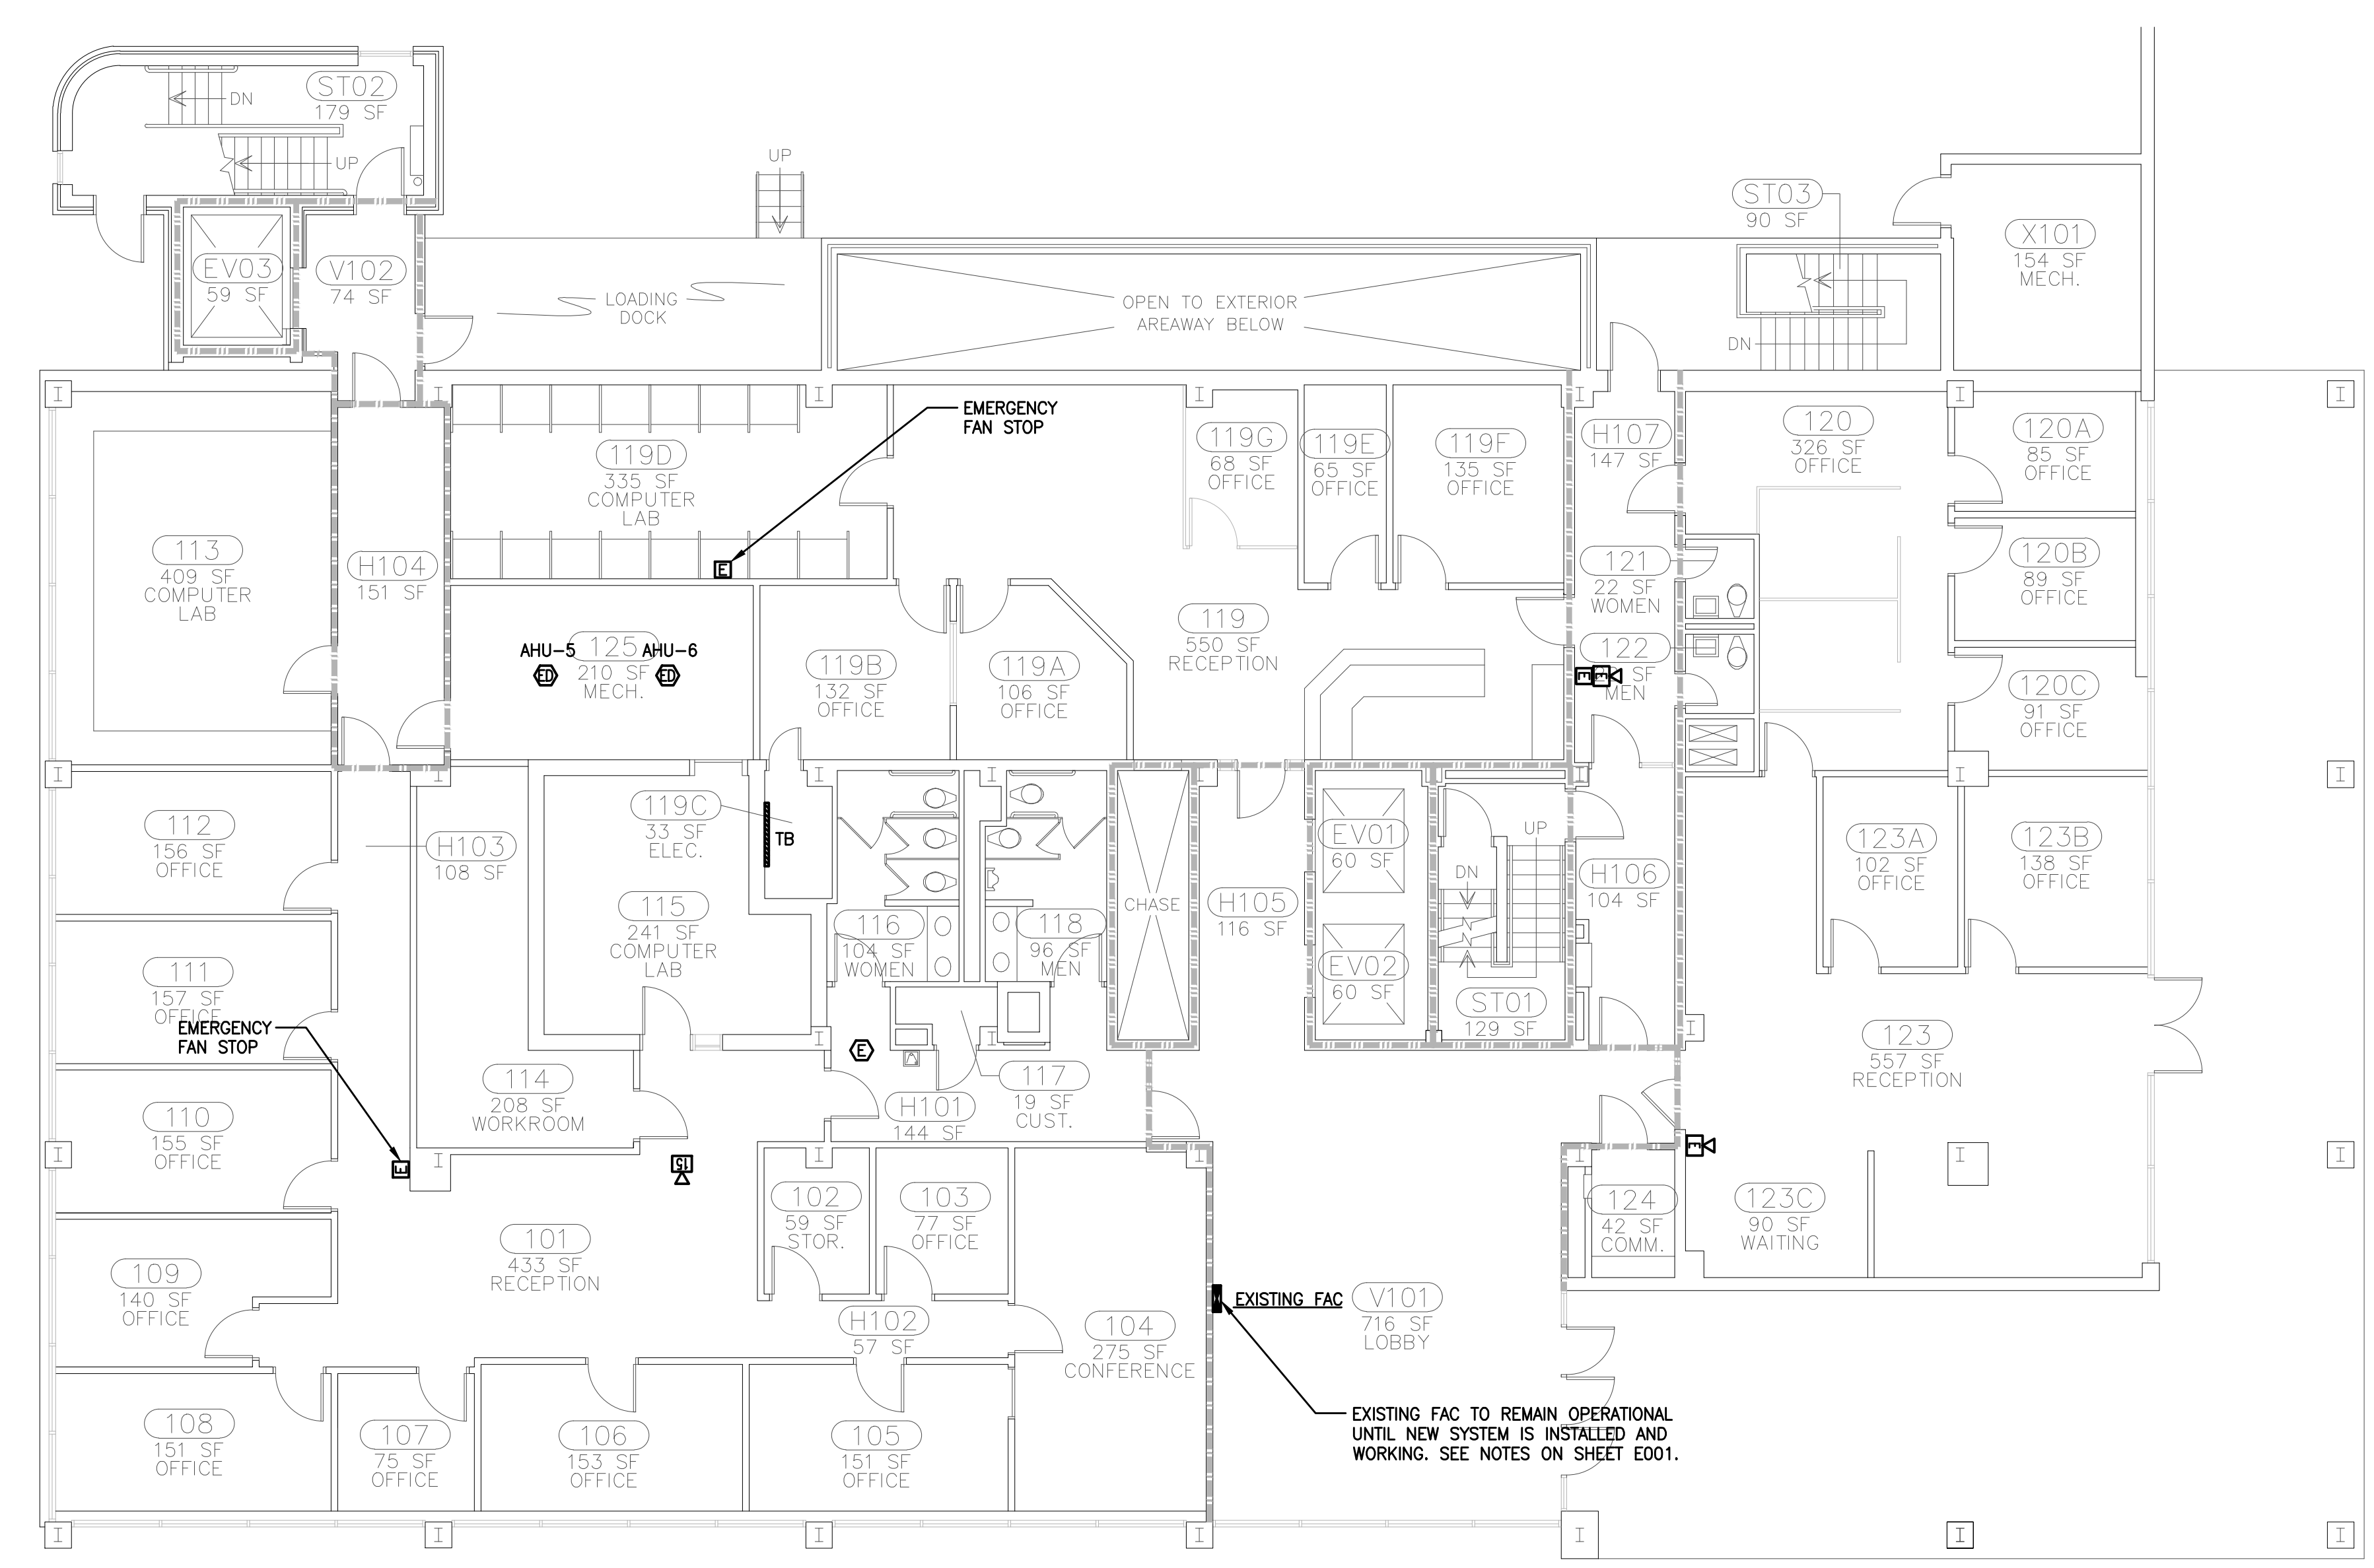 ST02
179 SF
DN
UP
UP
ST03
90 SF
X101
154 SF
MECH.
EV03
59 SF
V102
74 SF
LOADING
DOCK
OPEN TO EXTERIOR
AREAWAY BELOW
DN
EMERGENCY
FAN STOP
119D
335 SF
COMPUTER
LAB
E
119G
68 SF
OFFICE
119E
65 SF
OFFICE
119F
135 SF
OFFICE
H107
147 SF
120
326 SF
OFFICE
120A
85 SF
OFFICE
113
409 SF
COMPUTER
LAB
H104
151 SF
121
22 SF
WOMEN
120B
89 SF
OFFICE
AHU-5
ED
125
210 SF
MECH.
AHU-6
ED
119B
132 SF
OFFICE
119A
106 SF
OFFICE
119
550 SF
RECEPTION
122
SF
MEN
E
E
120C
91 SF
OFFICE
112
156 SF
OFFICE
H103
108 SF
119C
33 SF
ELEC.
TB
EV01
60 SF
UP
DN
H106
104 SF
123A
102 SF
OFFICE
123B
138 SF
OFFICE
115
241 SF
COMPUTER
LAB
116
104 SF
WOMEN
118
96 SF
MEN
CHASE
H105
116 SF
EV02
60 SF
ST01
129 SF
111
157 SF
OFFICE
EMERGENCY
FAN STOP
E
E
123
557 SF
RECEPTION
110
155 SF
OFFICE
114
208 SF
WORKROOM
H101
144 SF
117
19 SF
CUST.
E
15
102
59 SF
STOR.
103
77 SF
OFFICE
124
42 SF
COMM.
123C
90 SF
WAITING
109
140 SF
OFFICE
101
433 SF
RECEPTION
H102
57 SF
104
275 SF
CONFERENCE
EXISTING FAC
V101
716 SF
LOBBY
108
151 SF
OFFICE
107
75 SF
OFFICE
106
153 SF
OFFICE
105
151 SF
OFFICE
EXISTING FAC TO REMAIN OPERATIONAL
UNTIL NEW SYSTEM IS INSTALLED AND
WORKING. SEE NOTES ON SHEET E001.